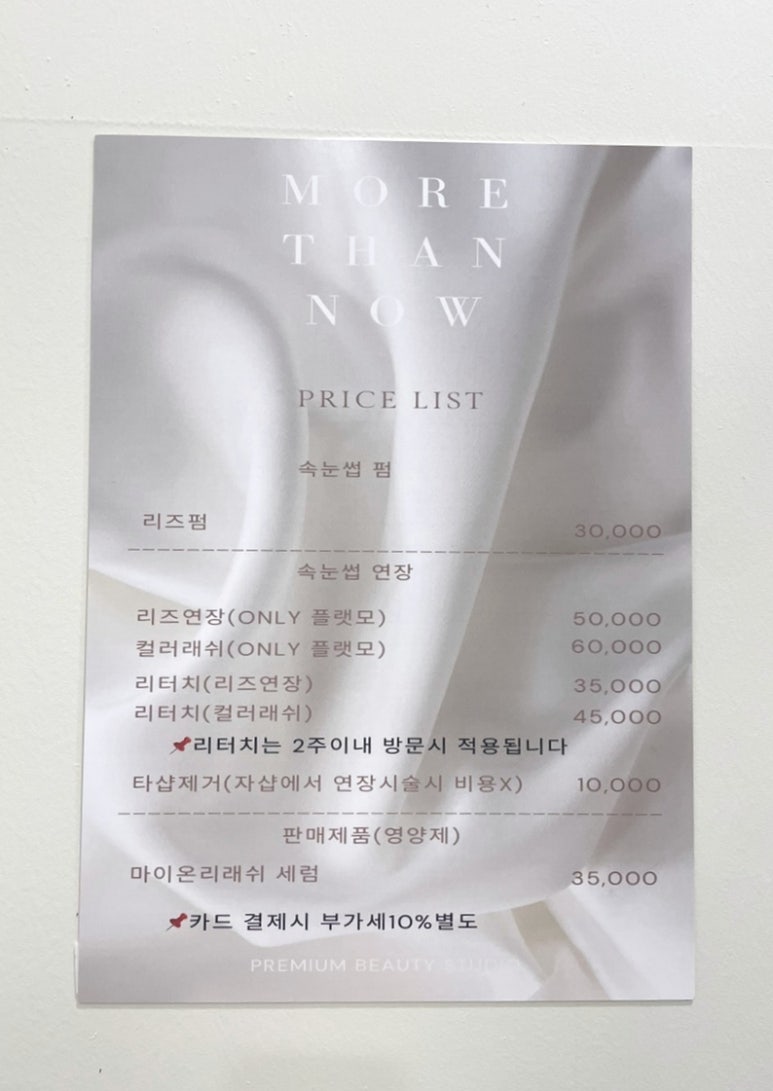 MORE
THAN
NOW
PRICE LIST
속눈썹 펌
리즈펌 30,000
속눈썹 연장
리즈연장(ONLY 플랫모) 50,000
컬러래쉬(ONLY 플랫모) 60,000
리터치(리즈연장) 35,000
리터치(컬러래쉬) 45,000
📌리터치는 2주이내 방문시 적용됩니다
타샵제거(자샵에서 연장시술시 비용X) 10,000
판매제품(영양제)
마이온리래쉬 세럼 35,000
📌카드 결제시 부가세10%별도
PREMIUM BEAUTY STUDIO